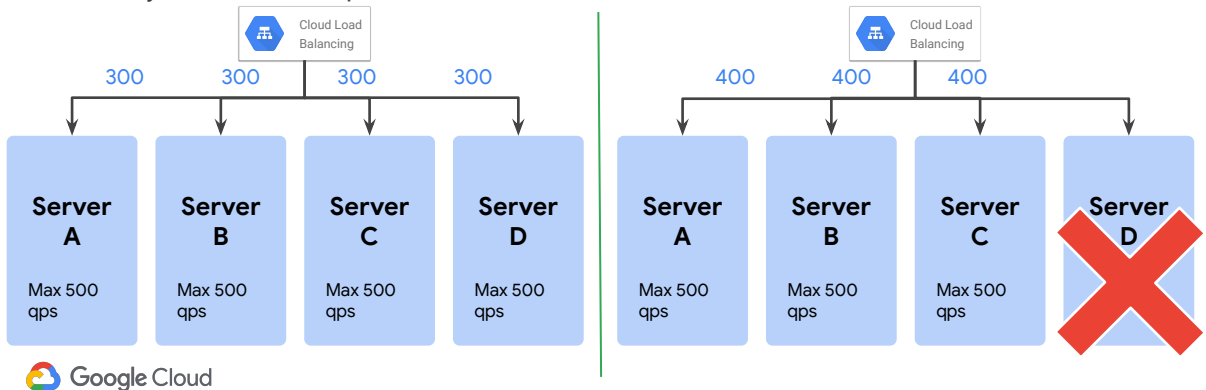 Cloud Load
Balancing
300 300 300 300
Server
A
Max 500
qps
Server
B
Max 500
qps
Server
C
Max 500
qps
Server
D
Max 500
qps
Cloud Load
Balancing
400 400 400
Server
A
Max 500
qps
Server
B
Max 500
qps
Server
C
Max 500
qps
Server
D
Google Cloud